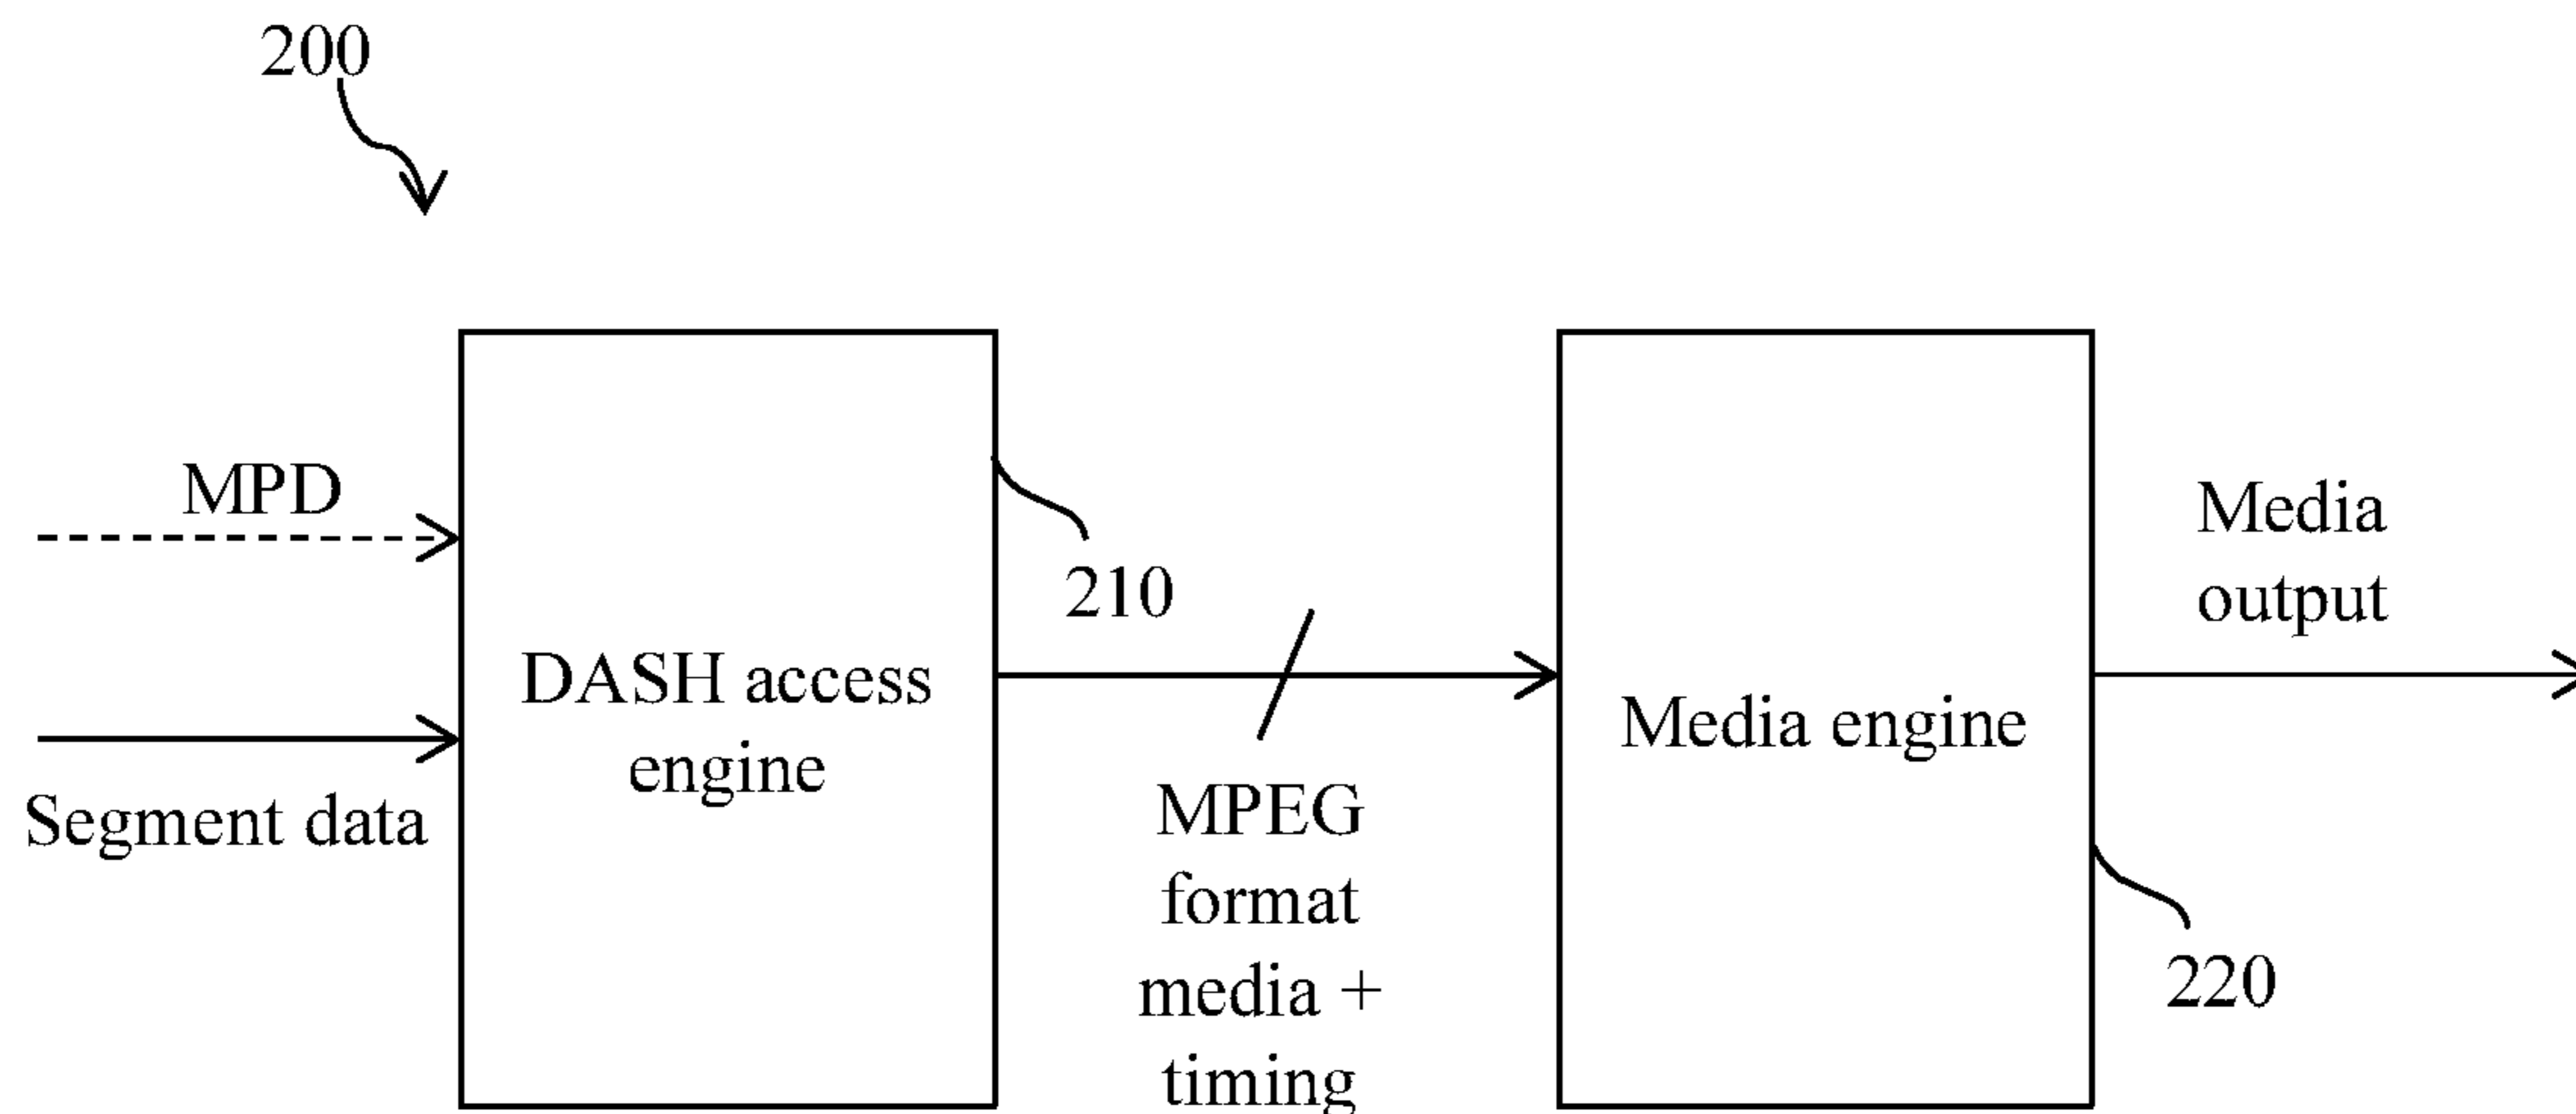 200
MPD
Segment data
DASH access
engine
210
MPEG
format
media +
timing
Media engine
220
Media
output